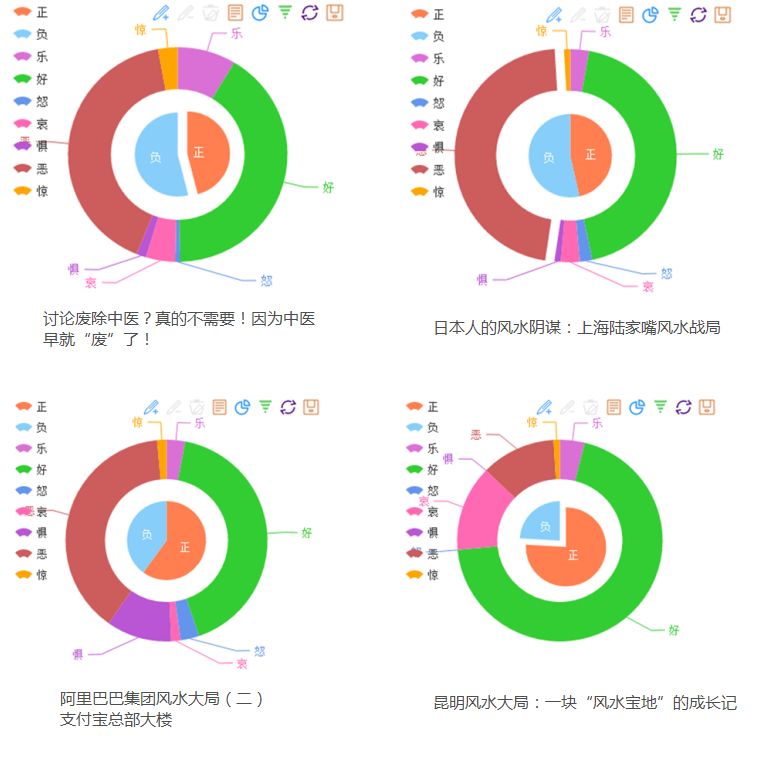 正
负
乐
好
怒
哀
惧
恶
惊
惊
乐
好
怒
哀
惧
恶
负
正
讨论废除中医？真的不需要！因为中医
早就“废”了！
正
负
乐
好
怒
哀
惧
恶
惊
惊
乐
好
怒
哀
惧
恶
负
正
日本人的风水阴谋：上海陆家嘴风水战局
正
负
乐
好
怒
哀
惧
恶
惊
惊
乐
好
怒
哀
惧
恶
负
正
阿里巴巴集团风水大局（二）
支付宝总部大楼
正
负
乐
好
怒
哀
惧
恶
惊
惊
乐
恶
惧
哀
怒
好
负
正
昆明风水大局：一块“风水宝地”的成长记